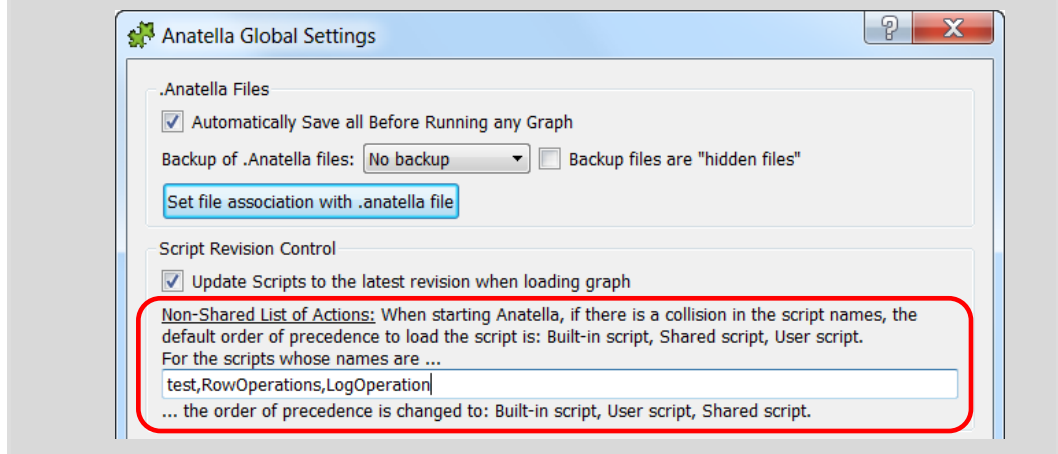 Anatella Global Settings
.Anatella Files
Automatically Save all Before Running any Graph
Backup of .Anatella files: No backup Backup files are "hidden files"
Set file association with .anatella file
Script Revision Control
Update Scripts to the latest revision when loading graph
Non-Shared List of Actions: When starting Anatella, if there is a collision in the script names, the
default order of precedence to load the script is: Built-in script, Shared script, User script.
For the scripts whose names are ...
test,RowOperations,LogOperation
... the order of precedence is changed to: Built-in script, User script, Shared script.